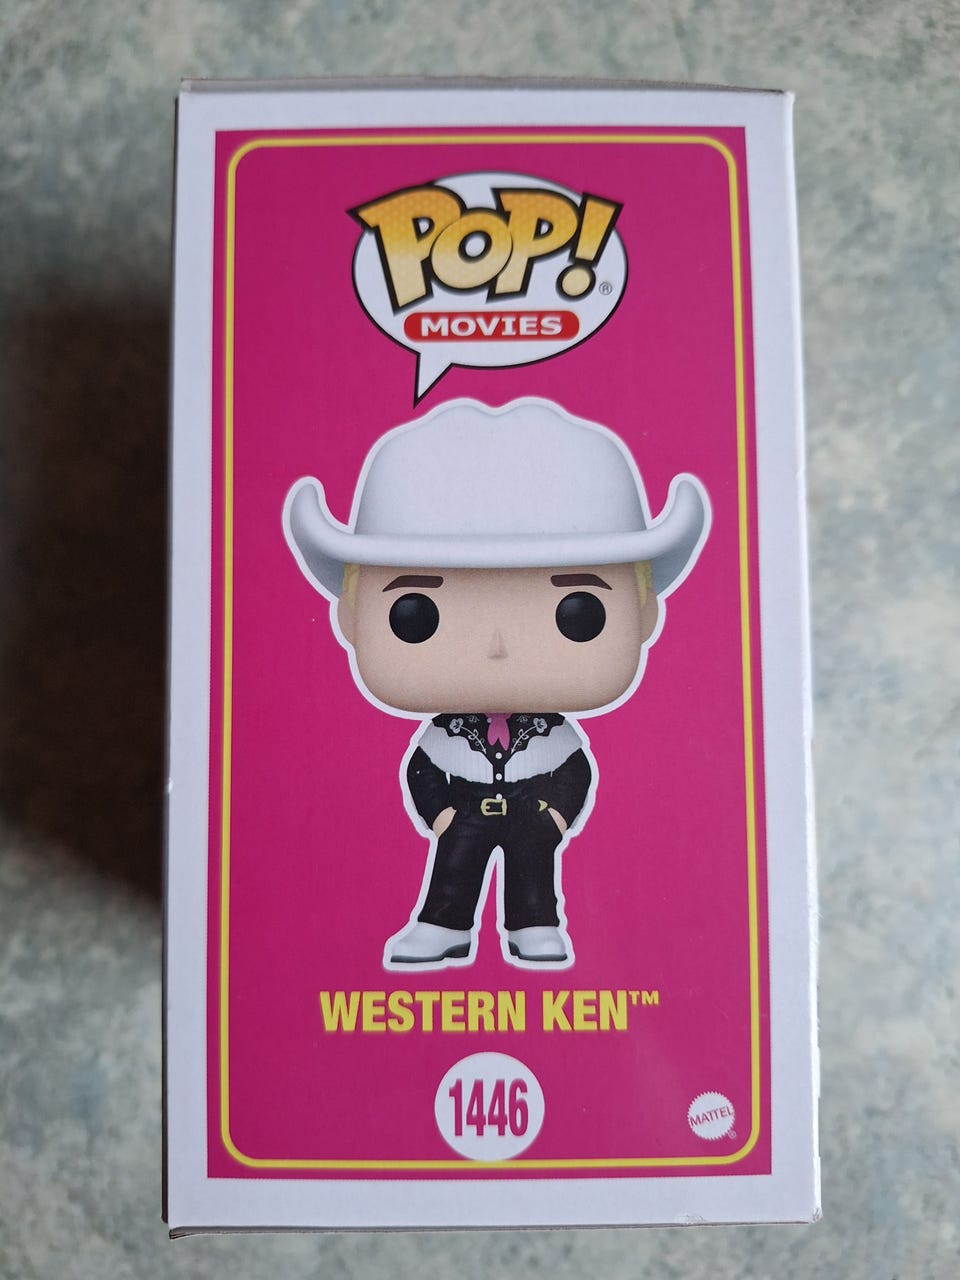 POP!®
MOVIES
WESTERN KEN™
1446
MATTEL